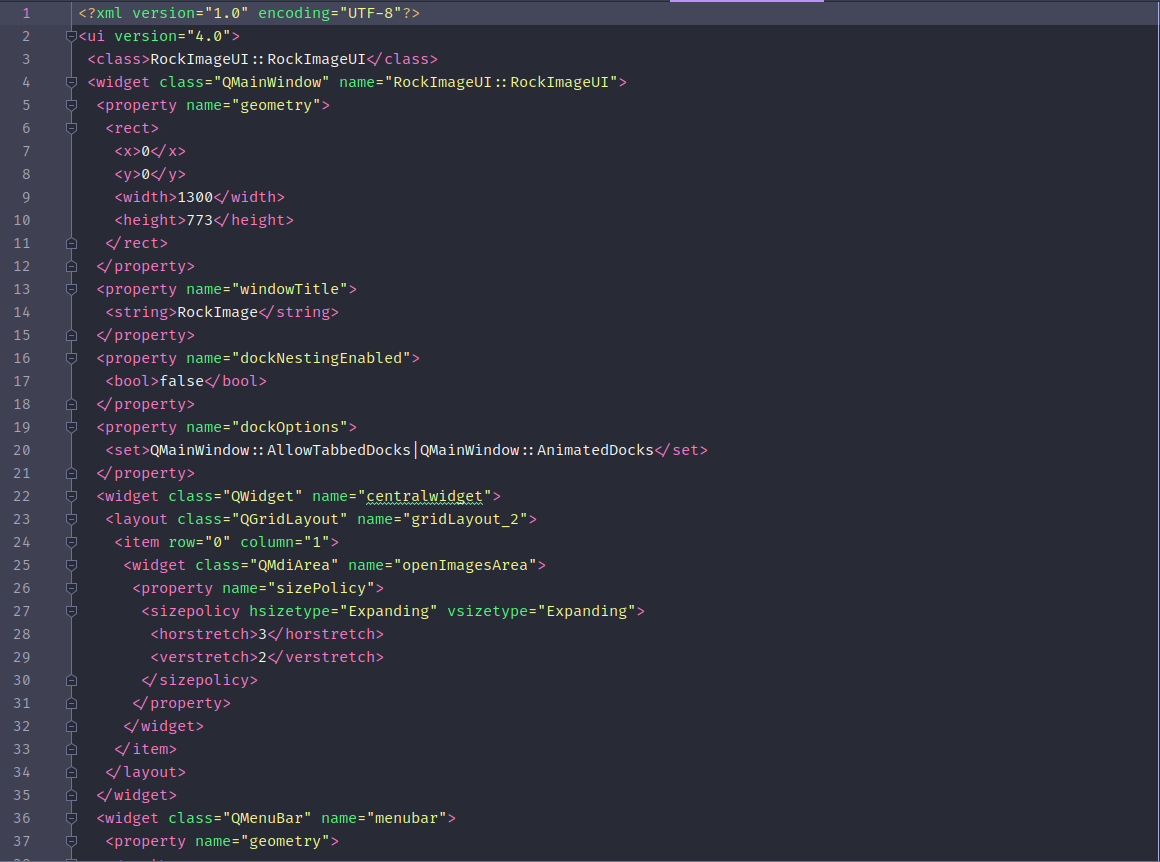 1 <?xml version="1.0" encoding="UTF-8"?>
2 <ui version="4.0">
3 <class>RockImageUI::RockImageUI</class>
4 <widget class="QMainWindow" name="RockImageUI::RockImageUI">
5 <property name="geometry">
6 <rect>
7 <x>0</x>
8 <y>0</y>
9 <width>1300</width>
10 <height>773</height>
11 </rect>
12 </property>
13 <property name="windowTitle">
14 <string>RockImage</string>
15 </property>
16 <property name="dockNestingEnabled">
17 <bool>false</bool>
18 </property>
19 <property name="dockOptions">
20 <set>QMainWindow::AllowTabbedDocks|QMainWindow::AnimatedDocks</set>
21 </property>
22 <widget class="QWidget" name="centralwidget">
23 <layout class="QGridLayout" name="gridLayout_2">
24 <item row="0" column="1">
25 <widget class="QMdiArea" name="openImagesArea">
26 <property name="sizePolicy">
27 <sizepolicy hsizetype="Expanding" vsizetype="Expanding">
28 <horstretch>3</horstretch>
29 <verstretch>2</verstretch>
30 </sizepolicy>
31 </property>
32 </widget>
33 </item>
34 </layout>
35 </widget>
36 <widget class="QMenuBar" name="menubar">
37 <property name="geometry">